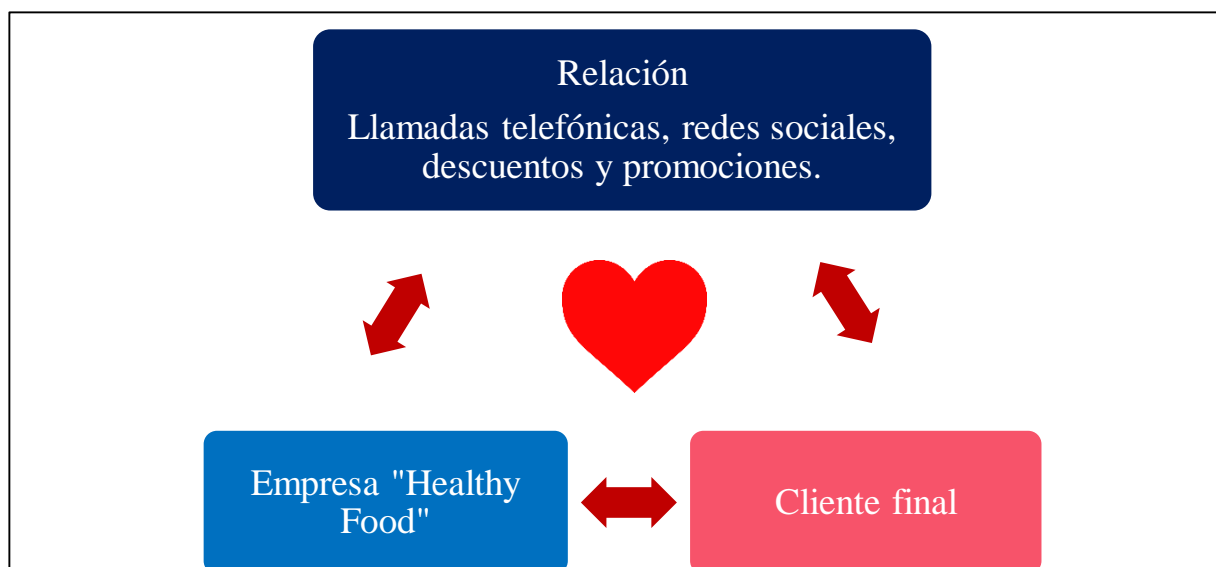 Relación
Llamadas telefónicas, redes sociales,
descuentos y promociones.
Empresa "Healthy
Food"
Cliente final